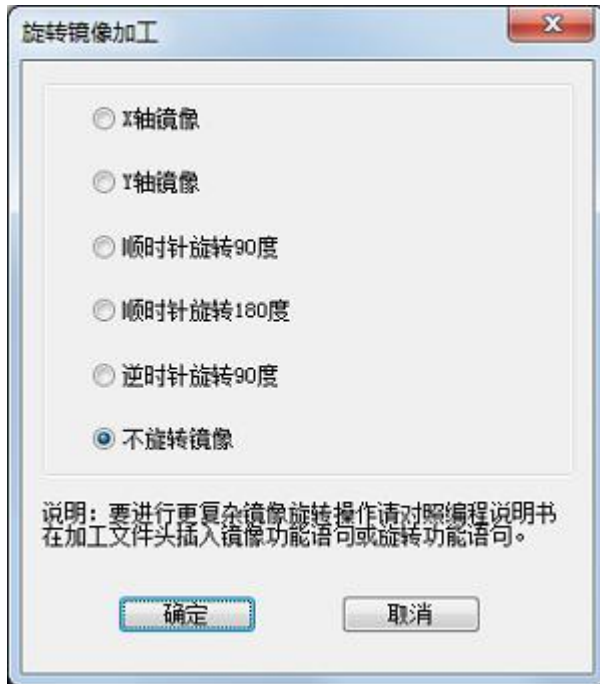 旋转镜像加工
X轴镜像
Y轴镜像
顺时针旋转90度
顺时针旋转180度
逆时针旋转90度
不旋转镜像
说明：要进行更复杂镜像旋转操作请对照编程说明书
在加工文件头插入镜像功能语句或旋转功能语句。
确定
取消